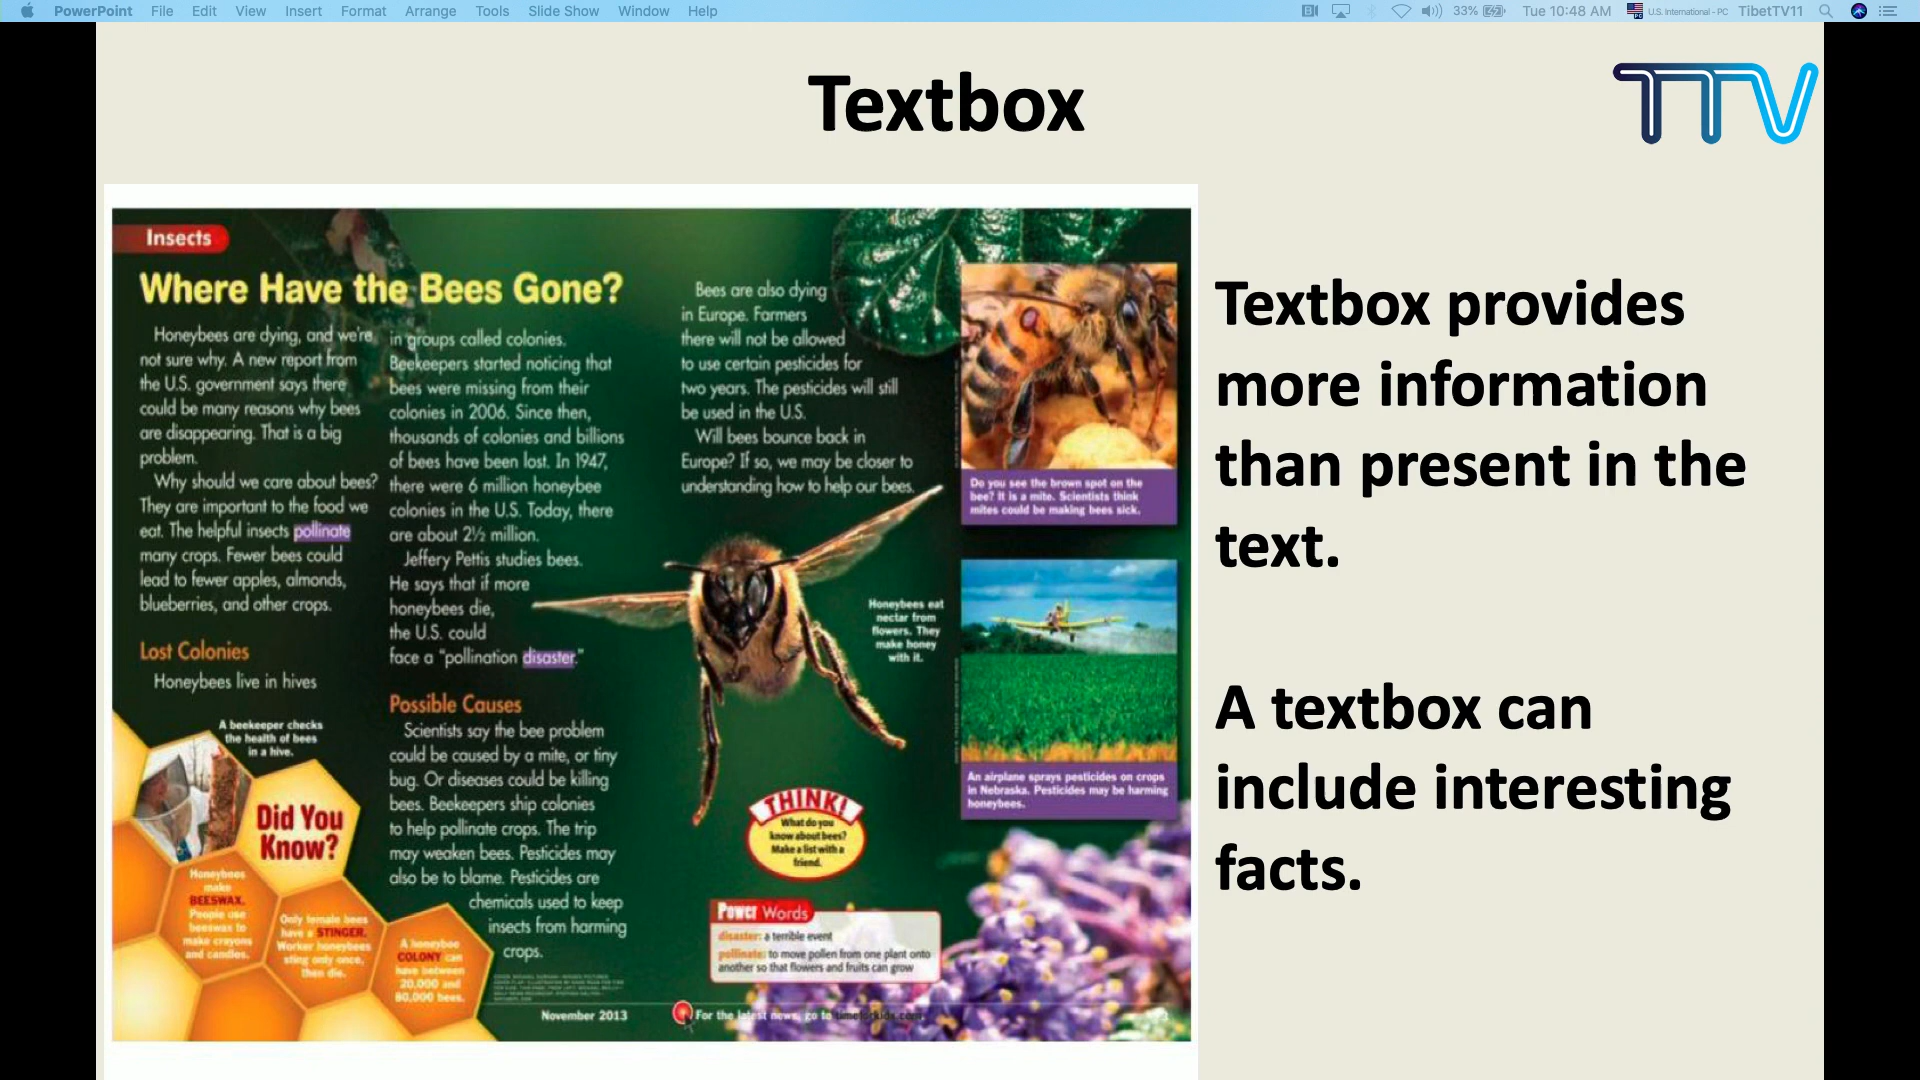 PowerPoint File Edit View Insert Format Arrange Tools Slide Show Window Help
33% Tue 10:48 AM U.S. International - PC TibetTV11
Textbox
TTV
Insects
Where Have the Bees Gone?
Honeybees are dying, and we're
not sure why. A new report from
the U.S. government says there
could be many reasons why bees
are disappearing. That is a big
problem.
Why should we care about bees?
They are important to the food we
eat. The helpful insects pollinate
many crops. Fewer bees could
lead to fewer apples, almonds,
blueberries, and other crops.
Lost Colonies
Honeybees live in hives
in groups called colonies.
Beekeepers started noticing that
bees were missing from their
colonies in 2006. Since then,
thousands of colonies and billions
of bees have been lost. In 1947,
there were 6 million honeybee
colonies in the U.S. Today, there
are about 2½ million.
Jeffery Pettis studies bees.
He says that if more
honeybees die,
the U.S. could
face a "pollination disaster."
Possible Causes
Scientists say the bee problem
could be caused by a mite, or tiny
bug. Or diseases could be killing
bees. Beekeepers ship colonies
to help pollinate crops. The trip
may weaken bees. Pesticides may
also be to blame. Pesticides are
chemicals used to keep
insects from harming
crops.
Bees are also dying
in Europe. Farmers
there will not be allowed
to use certain pesticides for
two years. The pesticides will still
be used in the U.S.
Will bees bounce back in
Europe? If so, we may be closer to
understanding how to help our bees.
Do you see the brown spot on the
bee? It is a mite. Scientists think
mites could be making bees sick.
Honeybees eat
nectar from
flowers. They
make honey
with it.
An airplane sprays pesticides on crops
in Nebraska. Pesticides may be harming
honeybees.
A beekeeper checks
the health of bees
in a hive.
Did You
Know?
Honeybees
make
BEESWAX.
People use
beeswax to
make crayons
and candles.
Only female bees
have a STINGER.
Worker honeybees
sting only once,
then die.
A honeybee
COLONY can
have between
20,000 and
80,000 bees.
THINK!
What do you
know about bees?
Make a list with a
friend.
Power Words
disaster: a terrible event
pollinate: to move pollen from one plant onto
another so that flowers and fruits can grow
November 2013
For the latest news, go to timeforkids.com
Textbox provides
more information
than present in the
text.
A textbox can
include interesting
facts.